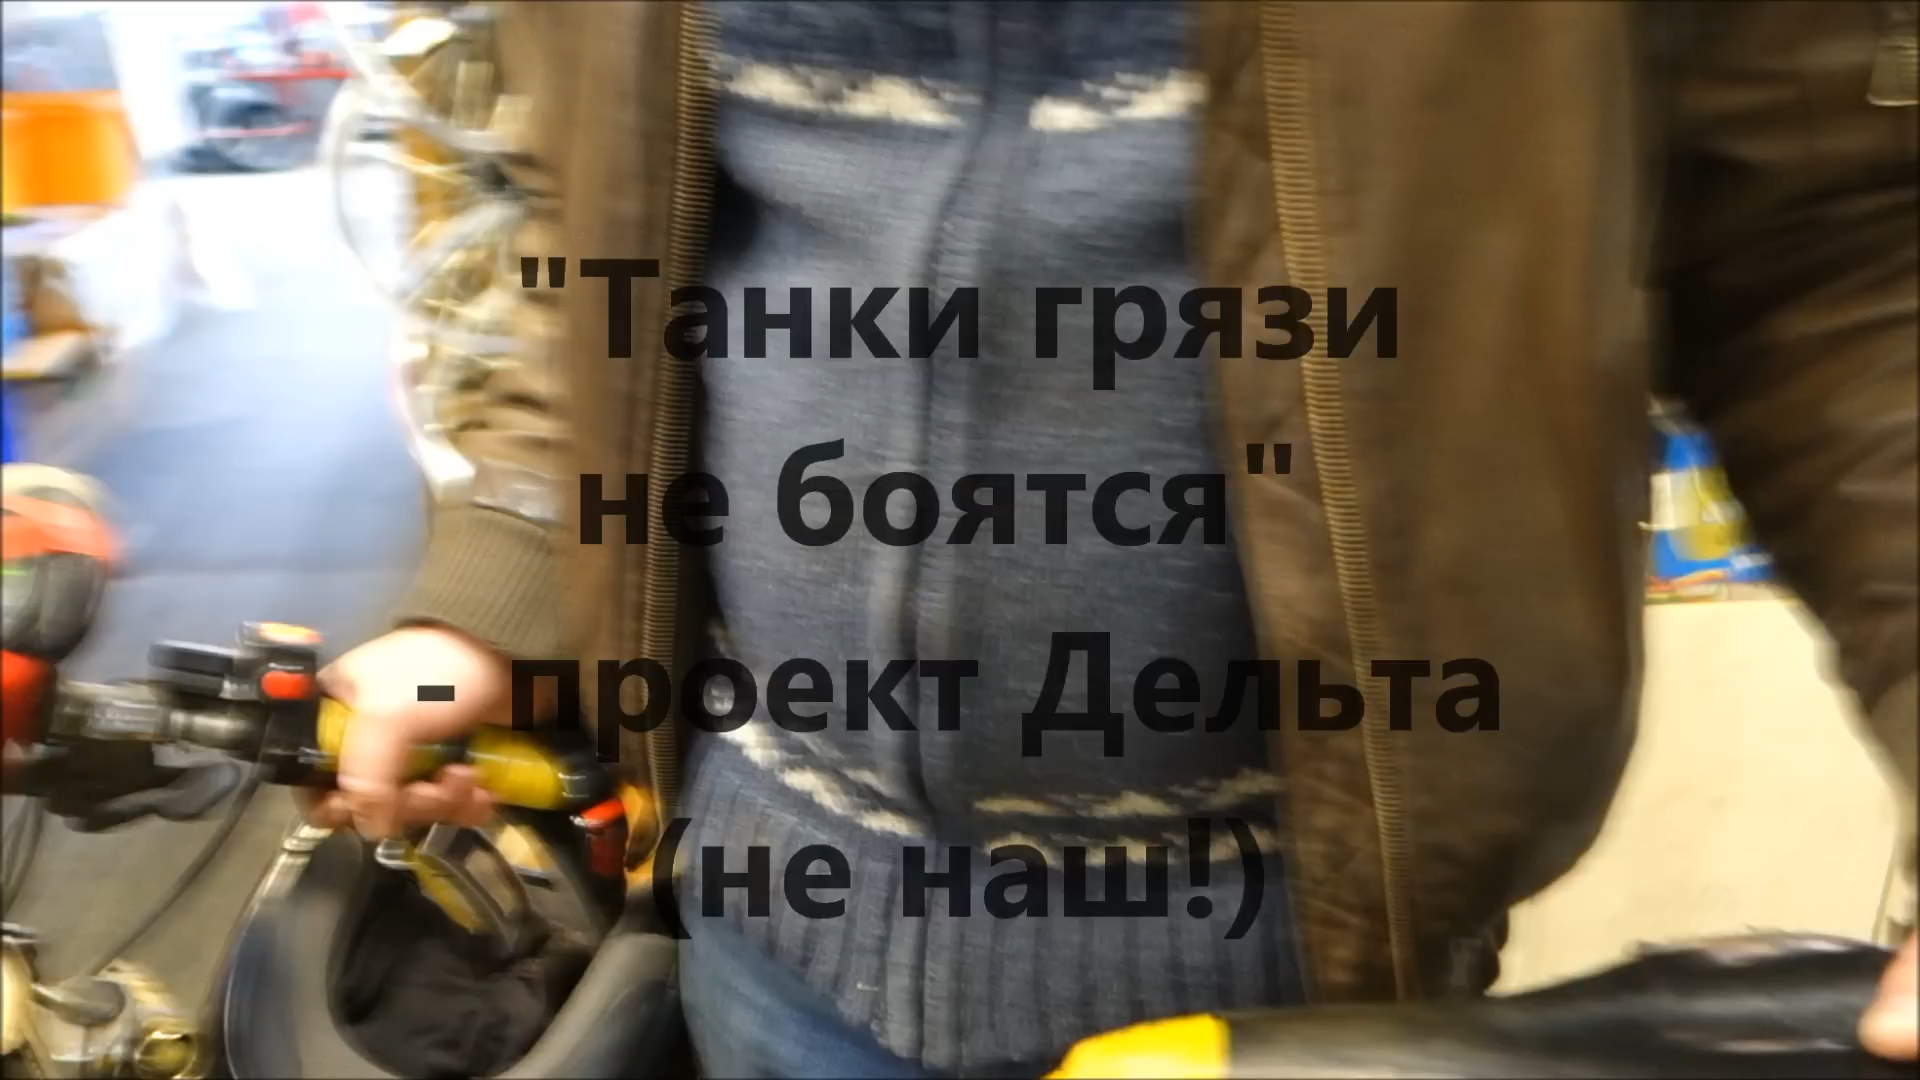 "Танки грязи
не боятся"
- проект Дельта
(не наш!)